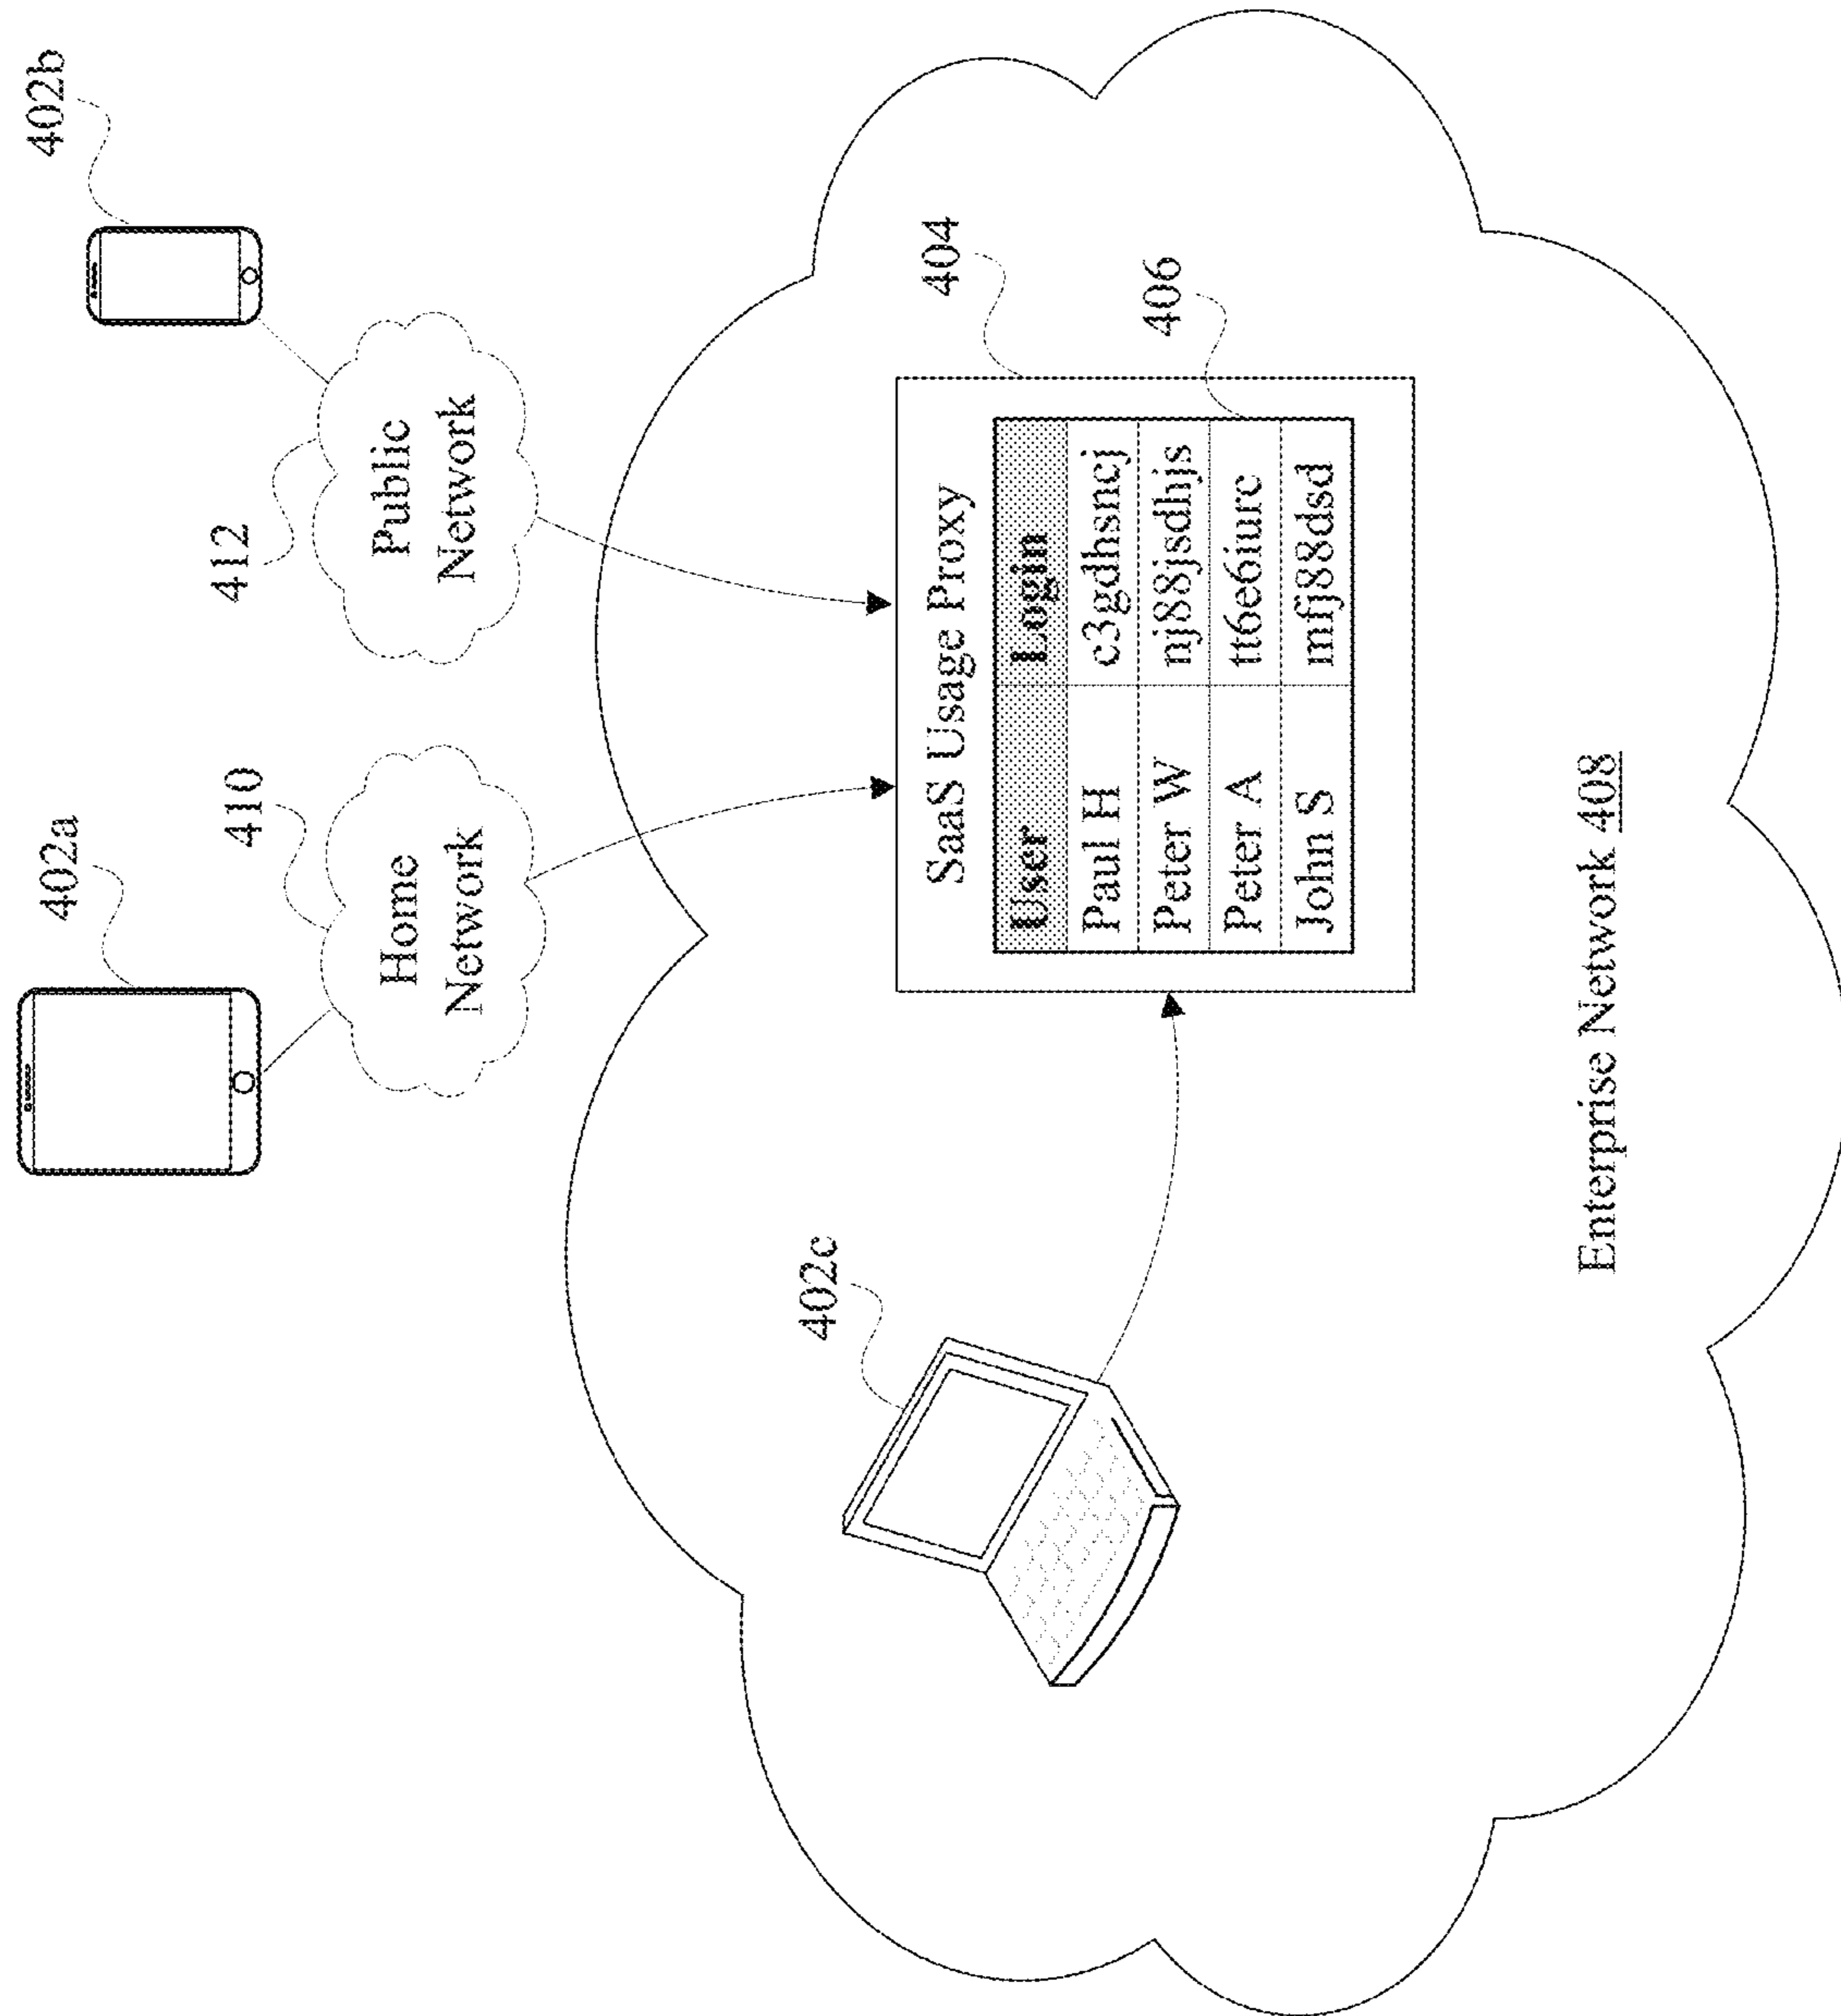 402a
402b
410
412
Home
Network
Public
Network
402c
404
SaaS Usage Proxy
406
User Login
Paul H c3gdhsncj
Peter W nj88jsdhjs
Peter A tt6e6iurc
John S mfj88dsd
Enterprise Network 408